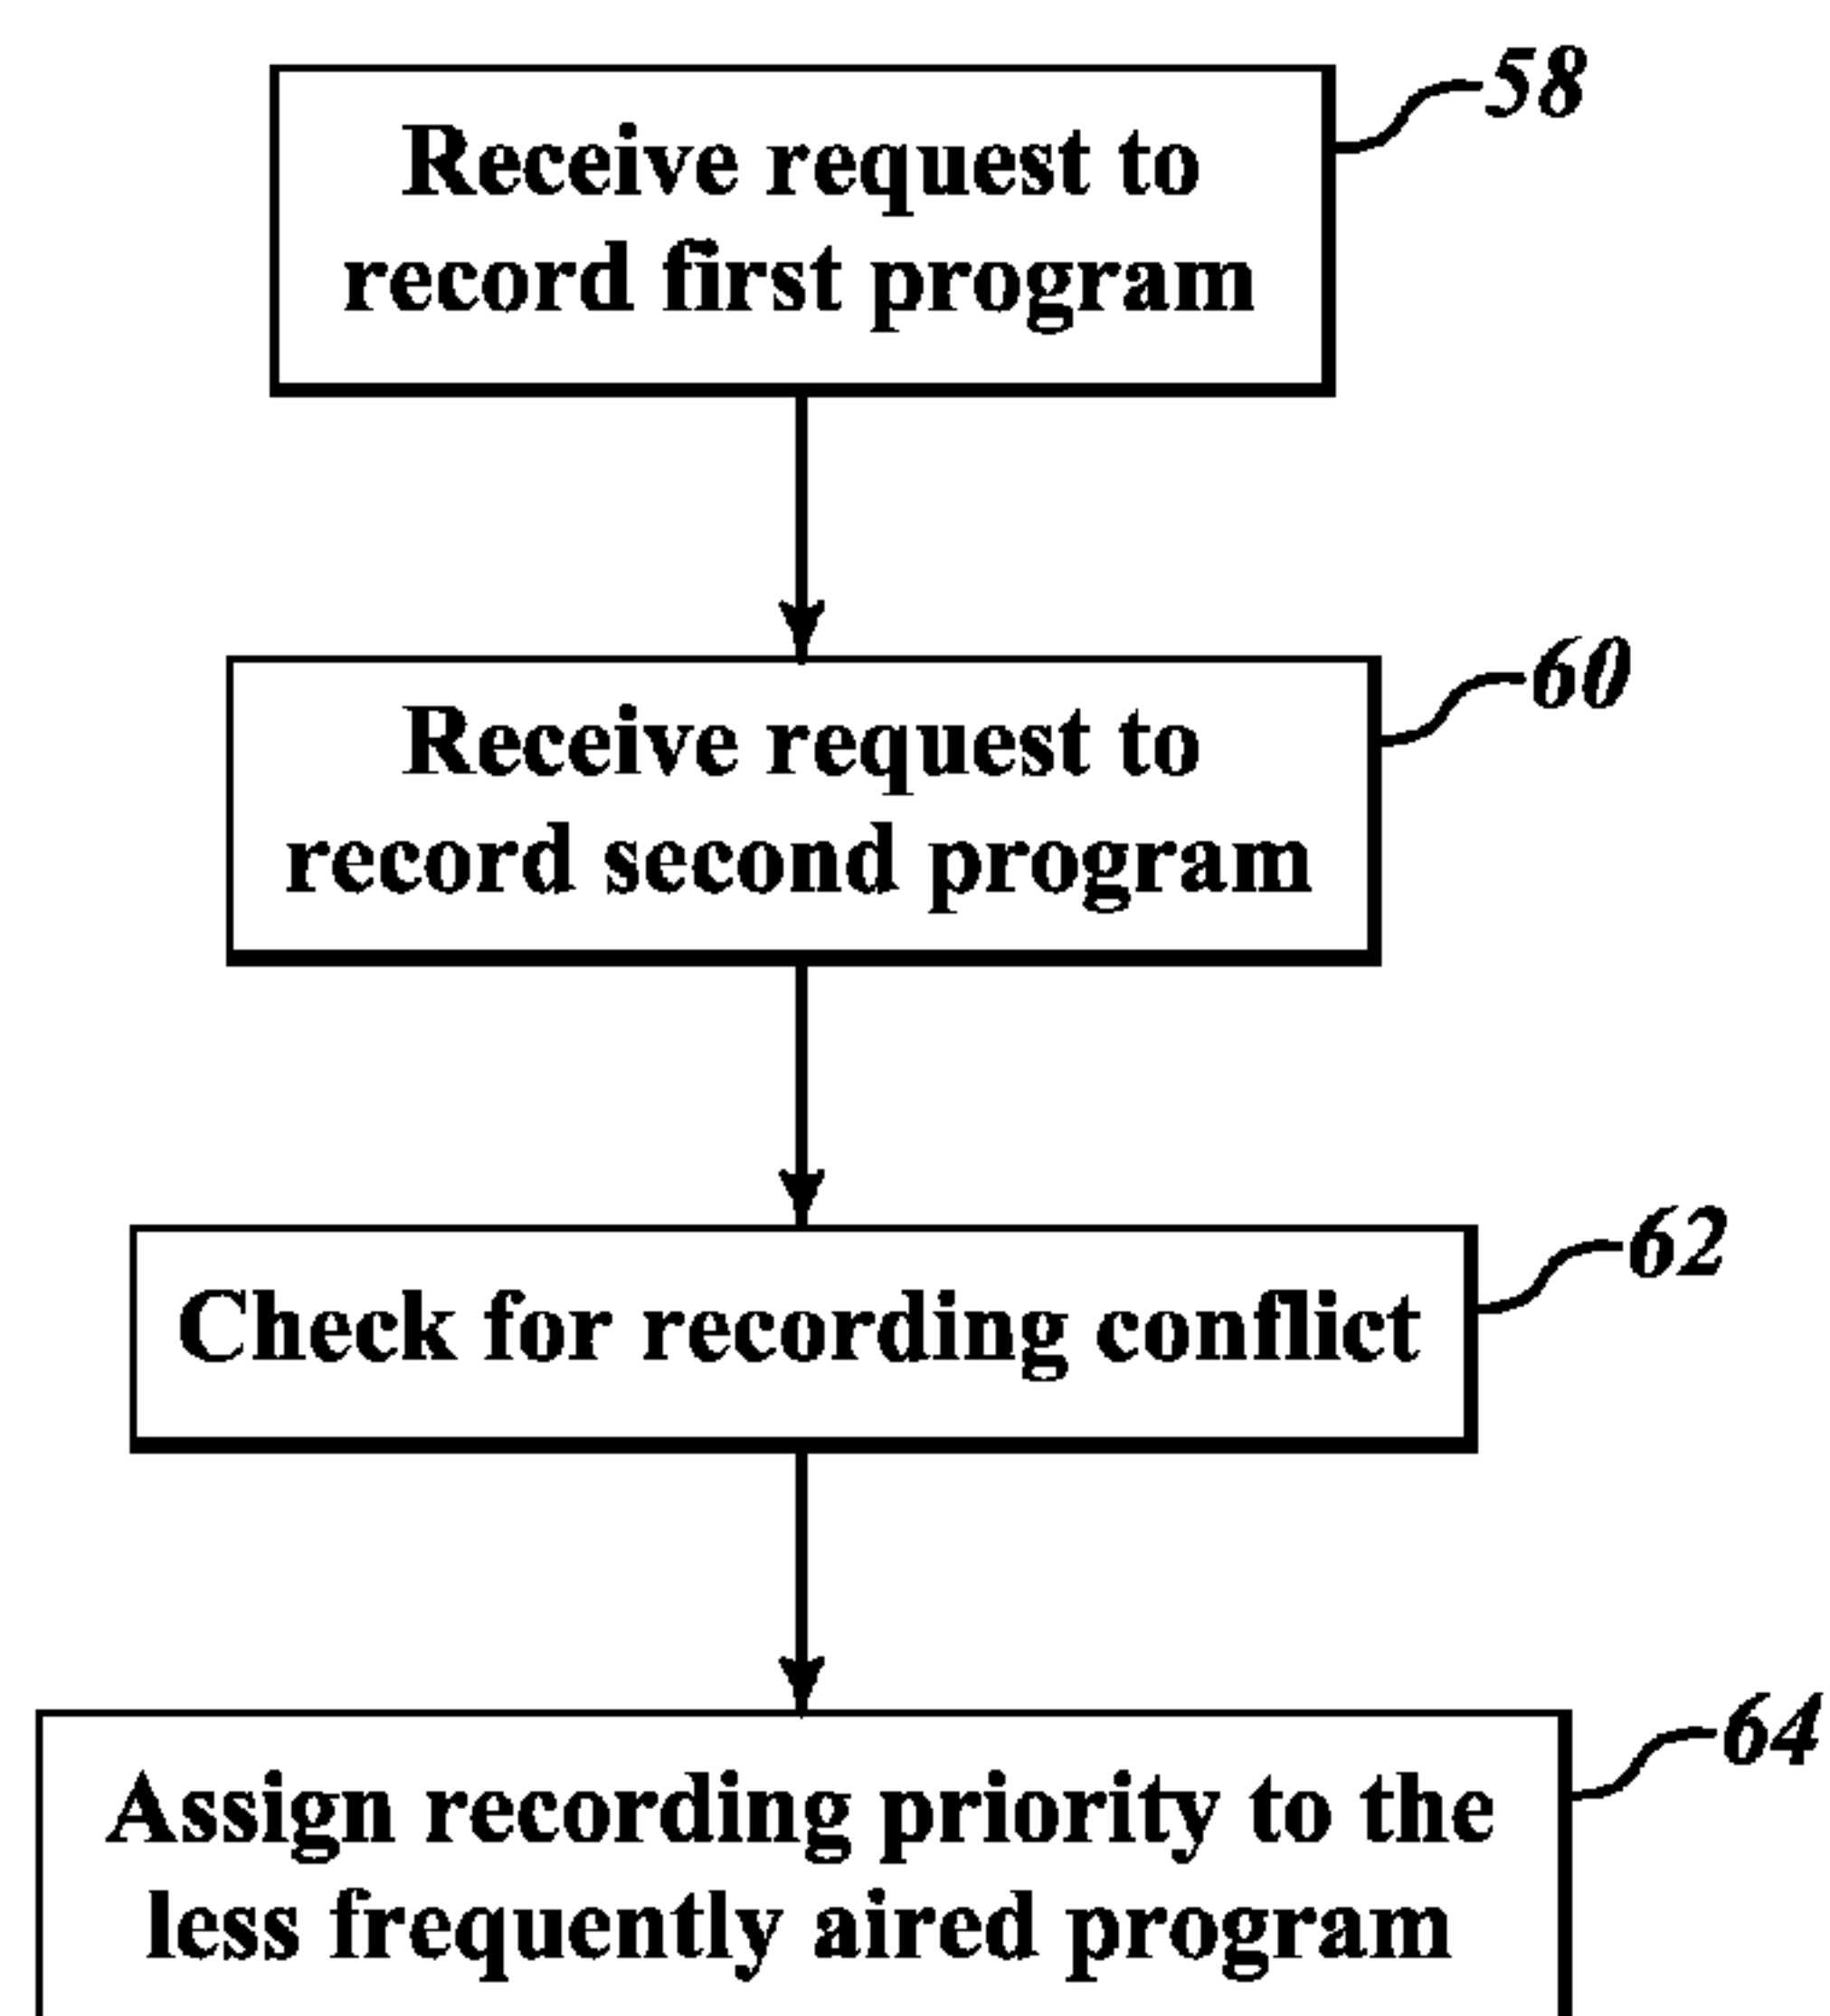 58
Receive request to
record first program
60
Receive request to
record second program
62
Check for recording conflict
64
Assign recording priority to the
less frequently aired program